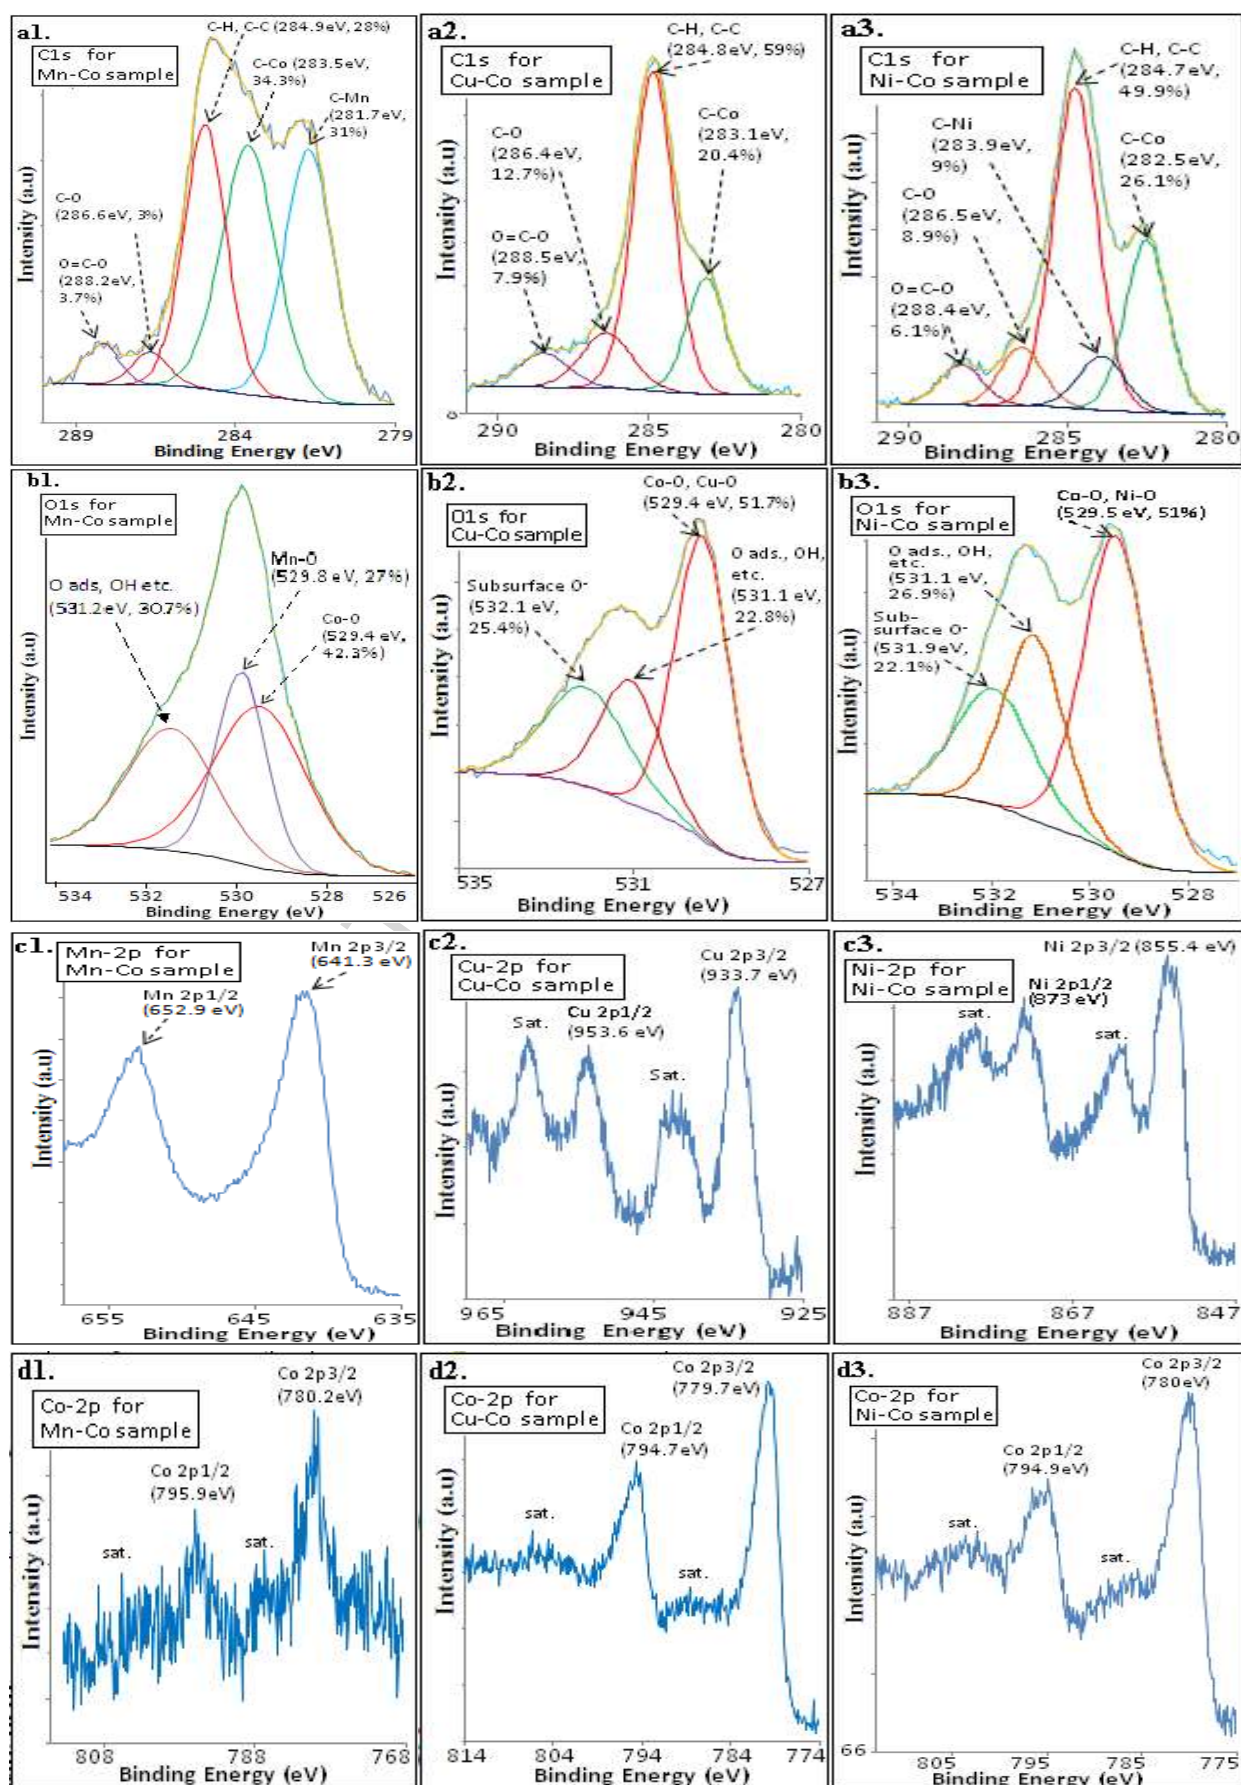 a1.
C1s for
Mn-Co sample
C-H, C-C (284.9eV, 28%)
C-Co (283.5eV,
34.3%)
C-Mn
(281.7eV,
31%)
C-O
(286.6eV, 3%)
O=C-O
(288.2eV,
3.7%)
Intensity (a.u)
289
284
279
Binding Energy (eV)
a2.
C1s for
Cu-Co sample
C-H, C-C
(284.8eV, 59%)
C-O
(286.4eV,
12.7%)
C-Co
(283.1eV,
20.4%)
O=C-O
(288.5eV,
7.9%)
Intensity (a.u)
0
290
285
280
Binding Energy (eV)
a3.
C1s for
Ni-Co sample
C-H, C-C
(284.7eV,
49.9%)
C-Ni
(283.9eV,
9%)
C-Co
(282.5eV,
26.1%)
C-O
(286.5eV,
8.9%)
O=C-O
(288.4eV,
6.1%)
Intensity (a.u)
290
285
280
Binding Energy (eV)
b1.
O1s for
Mn-Co sample
O ads, OH etc.
(531.2eV, 30.7%)
Mn-O
(529.8 eV, 27%)
Co-O
(529.4 eV,
42.3%)
Intensity (a.u)
534
532
530
528
526
Binding Energy (eV)
b2.
O1s for
Cu-Co sample
Co-O, Cu-O
(529.4 eV, 51.7%)
Subsurface O-
(532.1 eV,
25.4%)
O ads., OH,
etc.
(531.1 eV,
22.8%)
Intensity (a.u)
535
531
527
Binding Energy (eV)
b3.
O1s for
Ni-Co sample
Co-O, Ni-O
(529.5 eV, 51%)
O ads., OH,
etc.
(531.1 eV,
26.9%)
Sub-
surface O-
(531.9eV,
22.1%)
Intensity (a.u)
534
532
530
528
Binding Energy (eV)
c1.
Mn-2p for
Mn-Co sample
Mn 2p3/2
(641.3 eV)
Mn 2p1/2
(652.9 eV)
Intensity (a.u)
655
645
635
Binding Energy (eV)
c2.
Cu-2p for
Cu-Co sample
Cu 2p3/2
(933.7 eV)
Sat.
Cu 2p1/2
(953.6 eV)
Sat.
Intensity (a.u)
965
945
925
Binding Energy (eV)
c3.
Ni-2p for
Ni-Co sample
Ni 2p3/2 (855.4 eV)
Ni 2p1/2
(873eV)
sat.
sat.
Intensity (a.u)
887
867
847
Binding Energy (eV)
d1.
Co-2p for
Mn-Co sample
Co 2p3/2
(780.2eV)
Co 2p1/2
(795.9eV)
sat.
sat.
Intensity (a.u)
808
788
768
Binding Energy (eV)
d2.
Co-2p for
Cu-Co sample
Co 2p3/2
(779.7eV)
Co 2p1/2
(794.7eV)
sat.
sat.
Intensity (a.u)
814
804
794
784
774
Binding Energy (eV)
d3.
Co-2p for
Ni-Co sample
Co 2p3/2
(780eV)
Co 2p1/2
(794.9eV)
sat.
sat.
Intensity (a.u)
66
805
795
785
775
Binding Energy (eV)